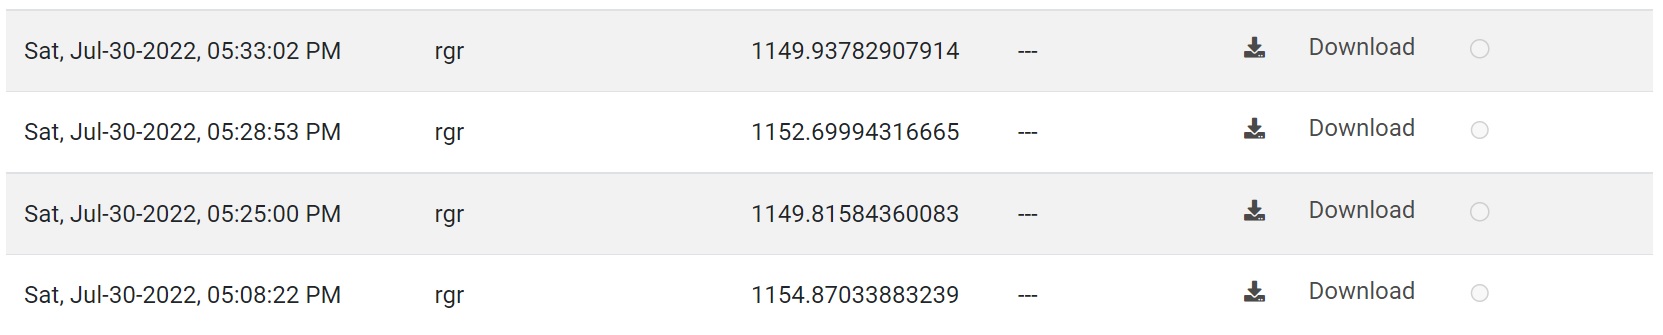 Sat, Jul-30-2022, 05:33:02 PM rgr 1149.93782907914 --- Download
Sat, Jul-30-2022, 05:28:53 PM rgr 1152.69994316665 --- Download
Sat, Jul-30-2022, 05:25:00 PM rgr 1149.81584360083 --- Download
Sat, Jul-30-2022, 05:08:22 PM rgr 1154.87033883239 --- Download